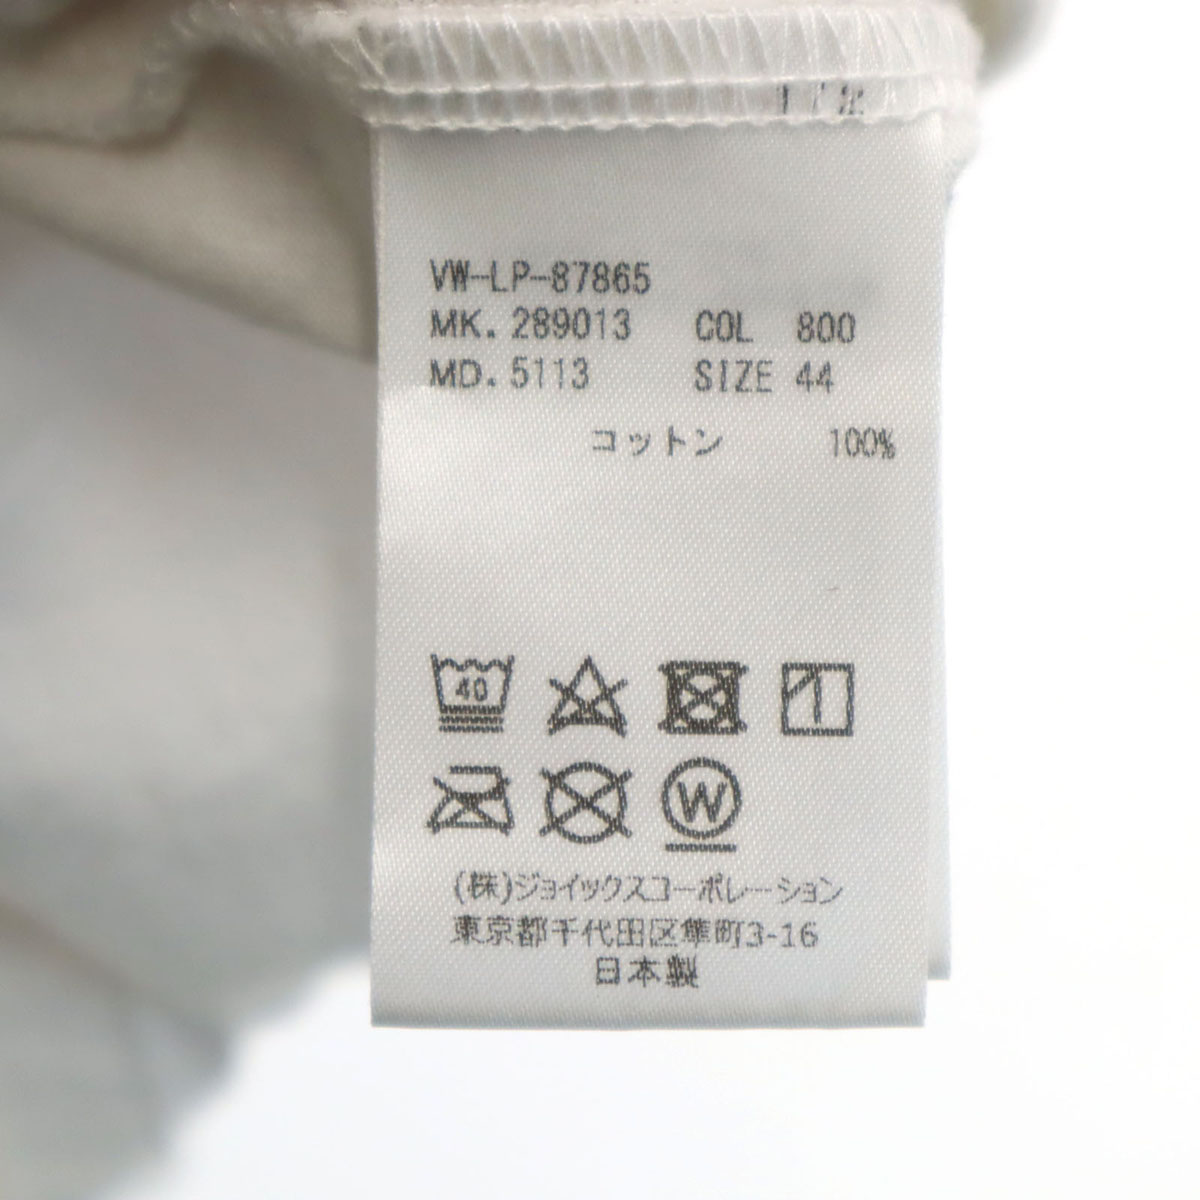 VW-LP-87865
MK. 289013 COL 800
MD. 5113 SIZE 44
コットン 100%
40
W
(株)ジョイックスコーポレーション
東京都千代田区隼町3-16
日本製